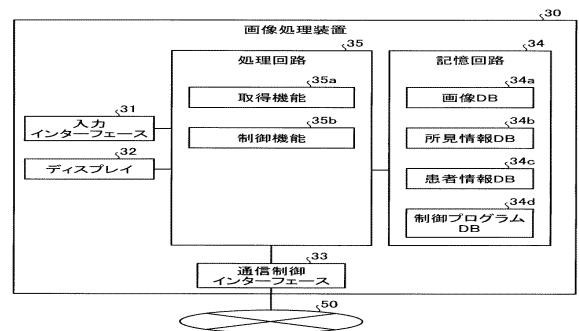 30
画像処理装置
35
処理回路
35a
取得機能
35b
制御機能
34
記憶回路
34a
画像DB
34b
所見情報DB
34c
患者情報DB
34d
制御プログラム
DB
31
入力
インターフェース
32
ディスプレイ
33
通信制御
インターフェース
50